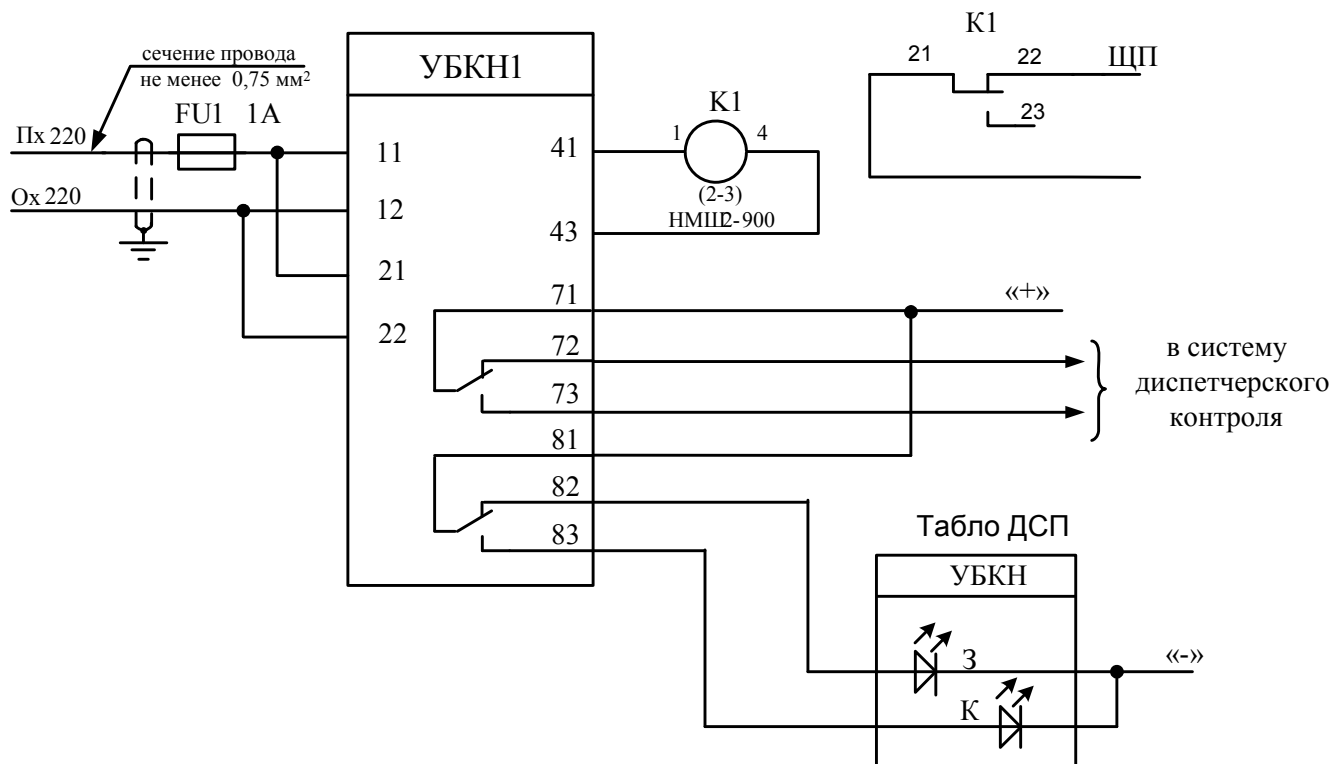 сечение провода
не менее 0,75 мм²
УБКН1
К1
21
22
ЩП
23
FU1 1А
К1
Пх 220
11
41
1
4
Ох 220
12
(2-3)
НМШ2-900
43
21
22
71
«+»
72
73
в систему
диспетчерского
контроля
81
82
83
Табло ДСП
УБКН
З
«-»
К